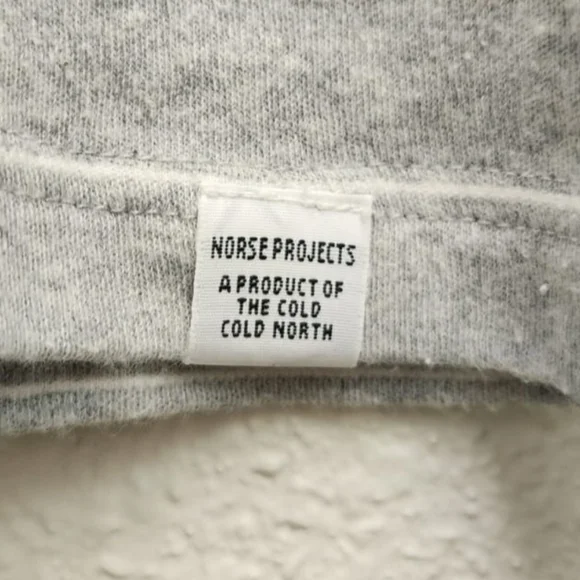 NORSE PROJECTS
A PRODUCT OF
THE COLD
COLD NORTH